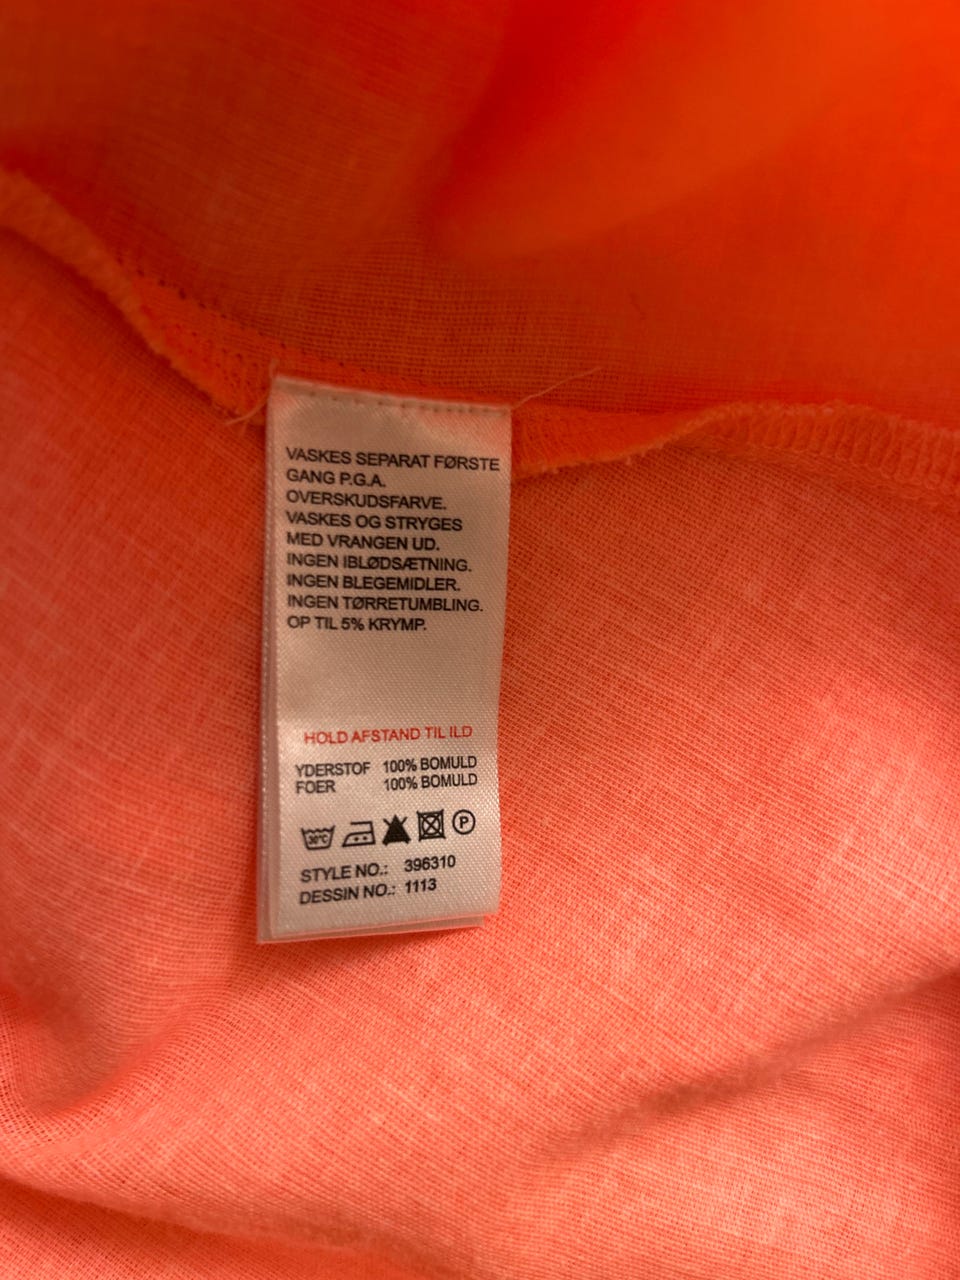 VASKES SEPARAT FØRSTE
GANG P.G.A.
OVERSKUDSFARVE.
VASKES OG STRYGES
MED VRANGEN UD.
INGEN IBLØDSÆTNING.
INGEN BLEGEMIDLER.
INGEN TØRRETUMBLING.
OP TIL 5% KRYMP.
HOLD AFSTAND TIL ILD
YDERSTOF 100% BOMULD
FOER 100% BOMULD
30°C P
STYLE NO.: 396310
DESSIN NO.: 1113